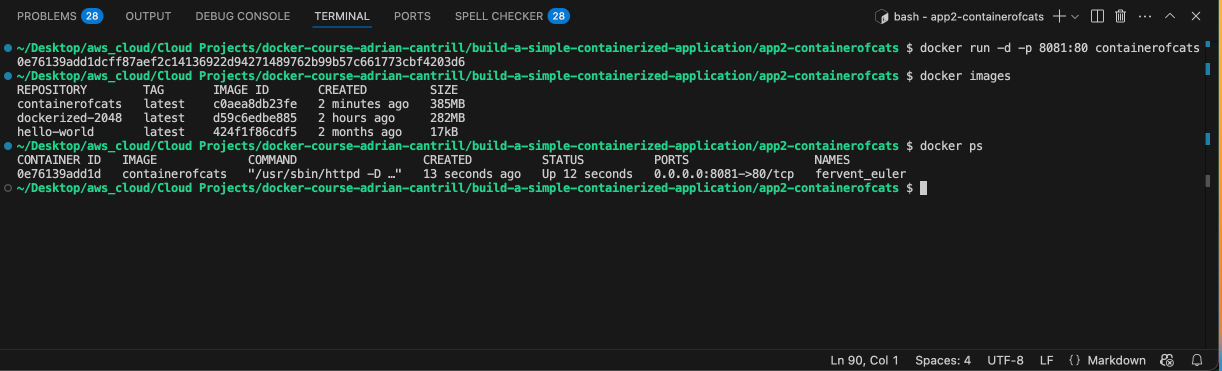 PROBLEMS 28 OUTPUT DEBUG CONSOLE TERMINAL PORTS SPELL CHECKER 28 bash - app2-containerofcats
~/Desktop/aws_cloud/Cloud Projects/docker-course-adrian-cantrill/build-a-simple-containerized-application/app2-containerofcats $ docker run -d -p 8081:80 containerofcats
0e76139add1dcff87aef2c14136922d94271489762b99b57c661773cbf4203d6
~/Desktop/aws_cloud/Cloud Projects/docker-course-adrian-cantrill/build-a-simple-containerized-application/app2-containerofcats $ docker images
REPOSITORY TAG IMAGE ID CREATED SIZE
containerofcats latest c0aea8db23fe 2 minutes ago 385MB
dockerized-2048 latest d59c6edbe885 2 hours ago 282MB
hello-world latest 424f1f86cdf5 2 months ago 17kB
~/Desktop/aws_cloud/Cloud Projects/docker-course-adrian-cantrill/build-a-simple-containerized-application/app2-containerofcats $ docker ps
CONTAINER ID IMAGE COMMAND CREATED STATUS PORTS NAMES
0e76139add1d containerofcats "/usr/sbin/httpd -D …" 13 seconds ago Up 12 seconds 0.0.0.0:8081->80/tcp fervent_euler
~/Desktop/aws_cloud/Cloud Projects/docker-course-adrian-cantrill/build-a-simple-containerized-application/app2-containerofcats $
Ln 90, Col 1 Spaces: 4 UTF-8 LF {} Markdown